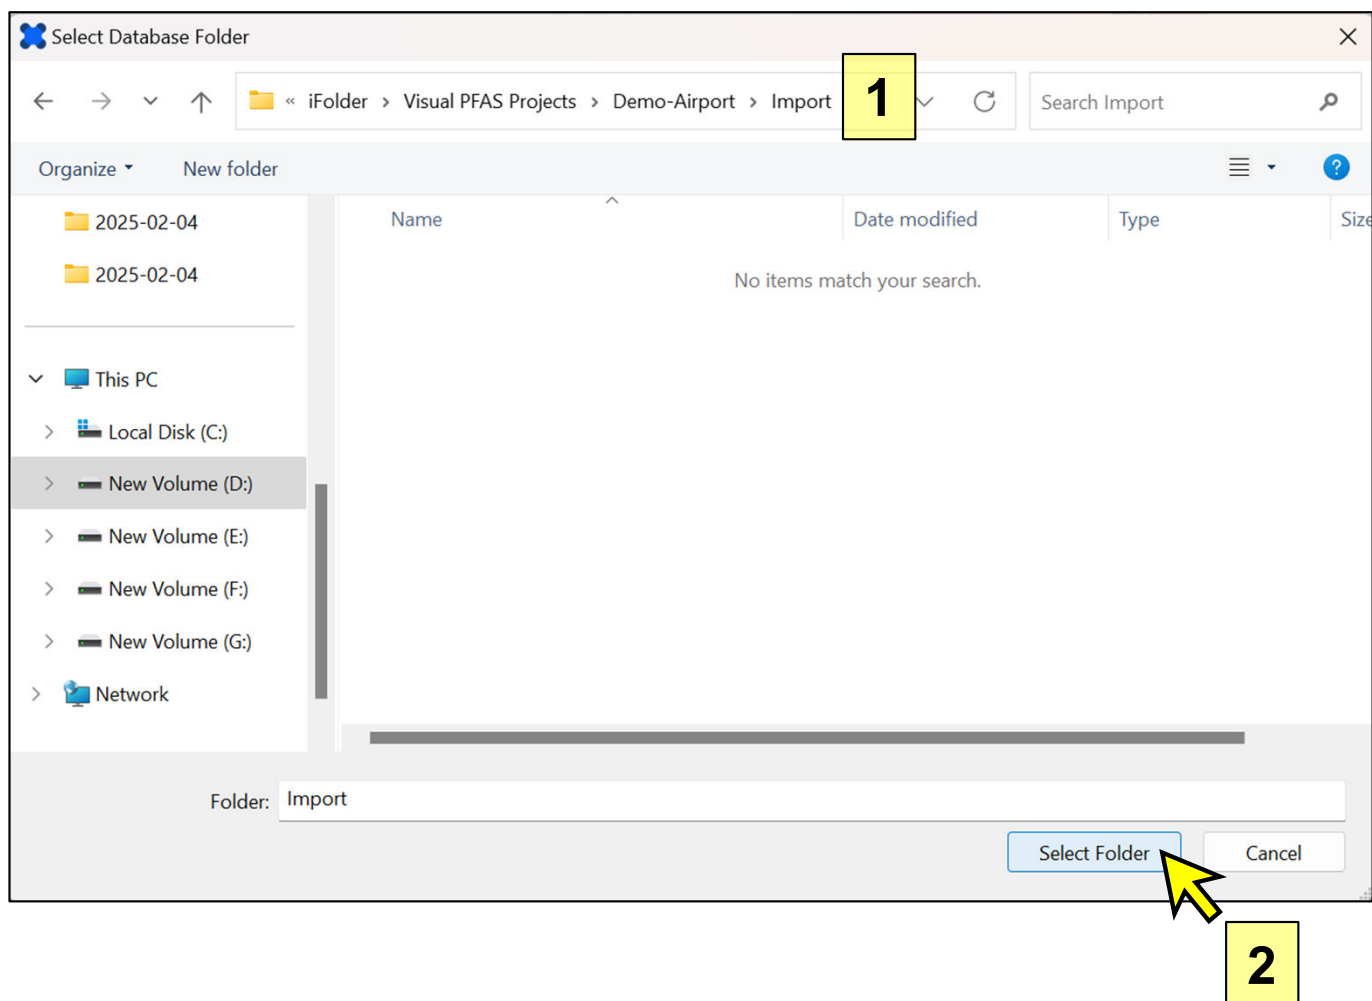 Select Database Folder
« iFolder > Visual PFAS Projects > Demo-Airport > Import
1
Search Import
Organize
New folder
?
2025-02-04
2025-02-04
This PC
Local Disk (C:)
New Volume (D:)
New Volume (E:)
New Volume (F:)
New Volume (G:)
Network
Name
Date modified
Type
Size
No items match your search.
Folder: Import
Select Folder
Cancel
2